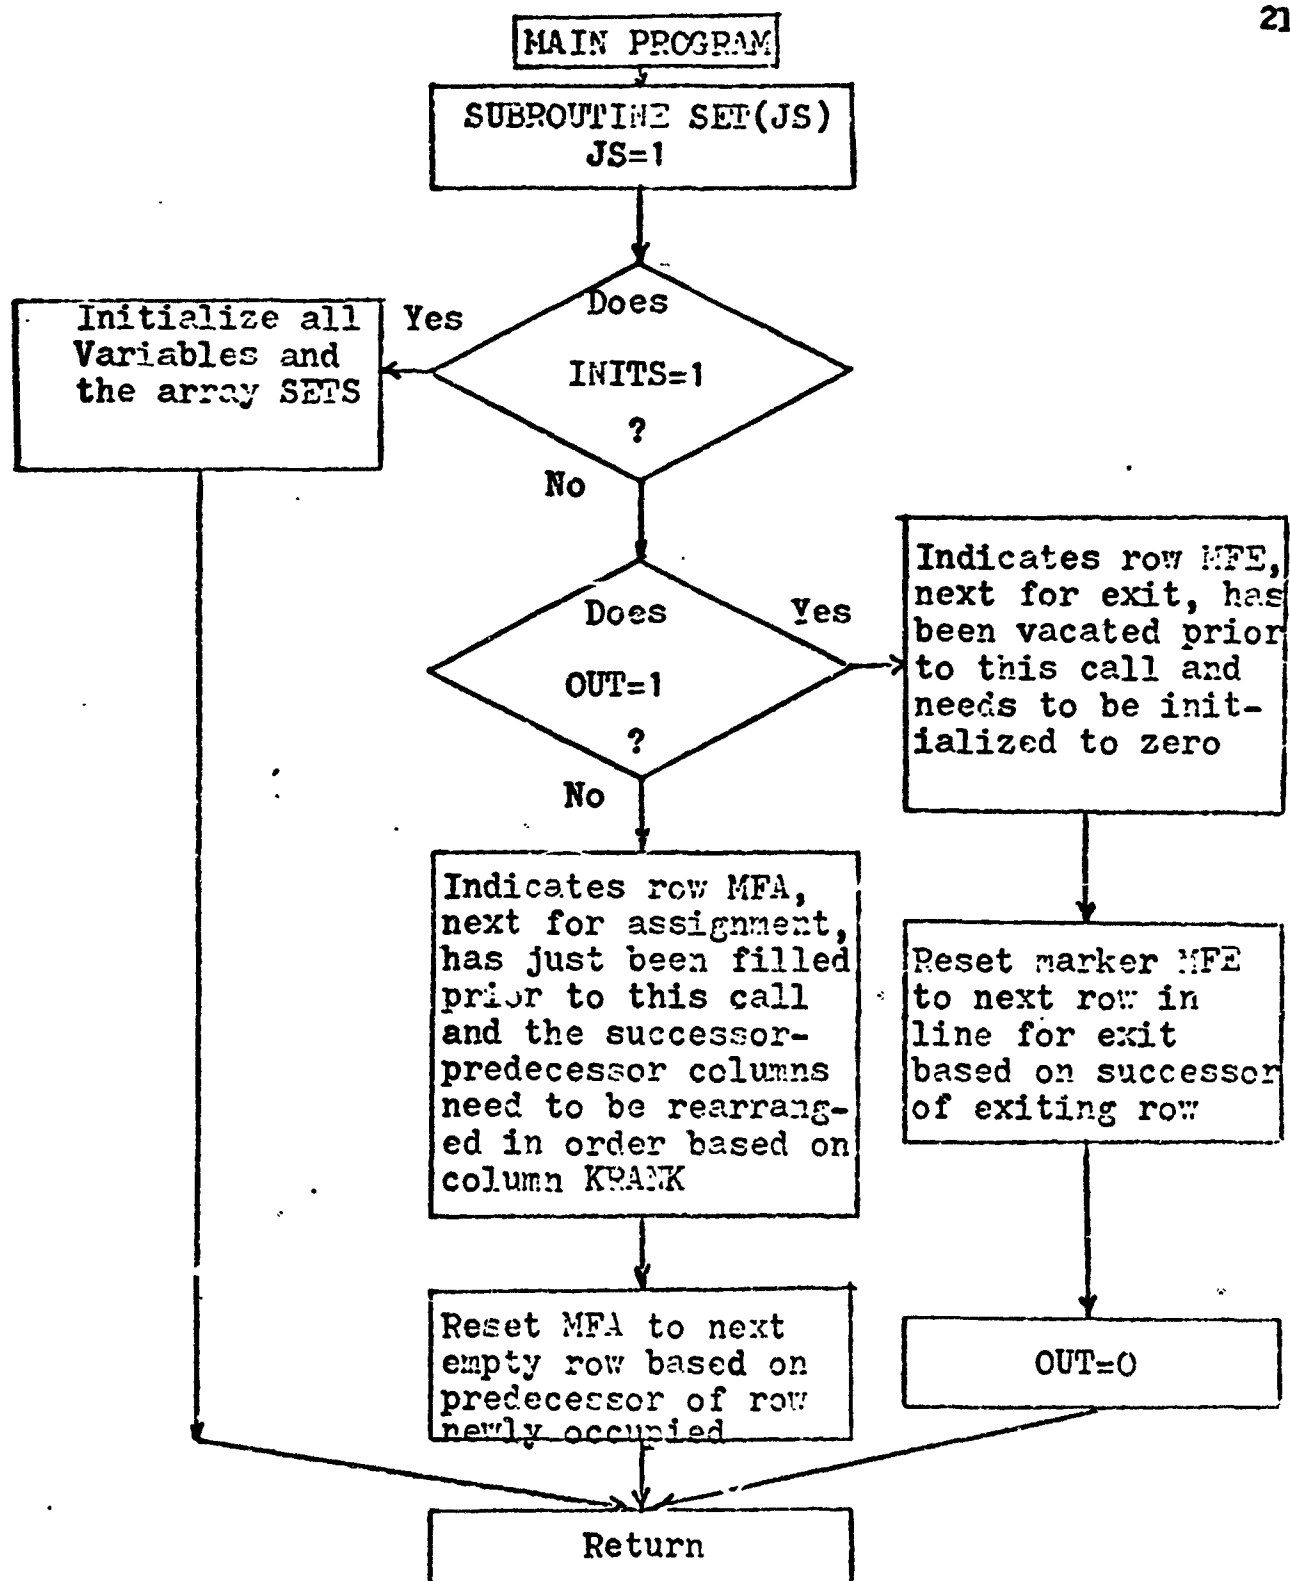 21
MAIN PROGRAM
SUBROUTINE SET(JS)
JS=1
Does
INITS=1
?
Yes
No
Initialize all
Variables and
the array SETS
Does
OUT=1
?
Yes
No
Indicates row MFE,
next for exit, has
been vacated prior
to this call and
needs to be init-
ialized to zero
Reset marker MFE
to next row in
line for exit
based on successor
of exiting row
OUT=0
Indicates row MFA,
next for assignment,
has just been filled
prior to this call
and the successor-
predecessor columns
need to be rearrang-
ed in order based on
column KRANK
Reset MFA to next
empty row based on
predecessor of row
newly occupied
Return